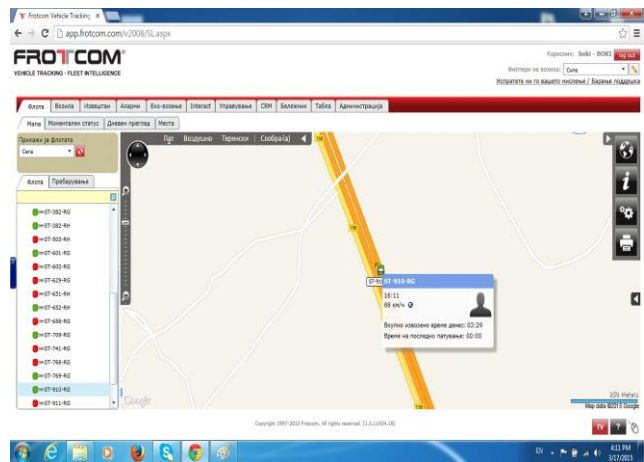 Frotcom Vehicle Tracking
app.frotcom.com/v2008/SL.aspx
FROTCOM
VEHICLE TRACKING - FLEET INTELLIGENCE
Корисник: boki - BOKI log out
Филтери на возила: Сите
Испратете ни го вашето мислење / Барање поддршка
Флота Возила Извештаи Аларми Еко-возење Interact Управување CRM Бележник Табла Администрација
Мапа Моментален статус Дневен преглед Места
Прикажи ја флотата
Сите
Пат Воздушно Теренски Сообраќај
Флота Пребарување
ST-382-RG
ST-382-RH
ST-303-RH
ST-601-RG
ST-602-RG
ST-629-RG
ST-651-RH
ST-652-RH
ST-658-RG
ST-709-RG
ST-741-RG
ST-768-RG
ST-769-RG
ST-910-RG
ST-911-RG
ST-910-RG
16:11
88 км/ч
Вкупно извозено време денес: 03:29
Време на последно патување: 00:00
Google
Map data ©2015 Google
Copyright 1997-2013 Frotcom. All rights reserved.
TV ?
EN
4:11 PM
3/17/2015